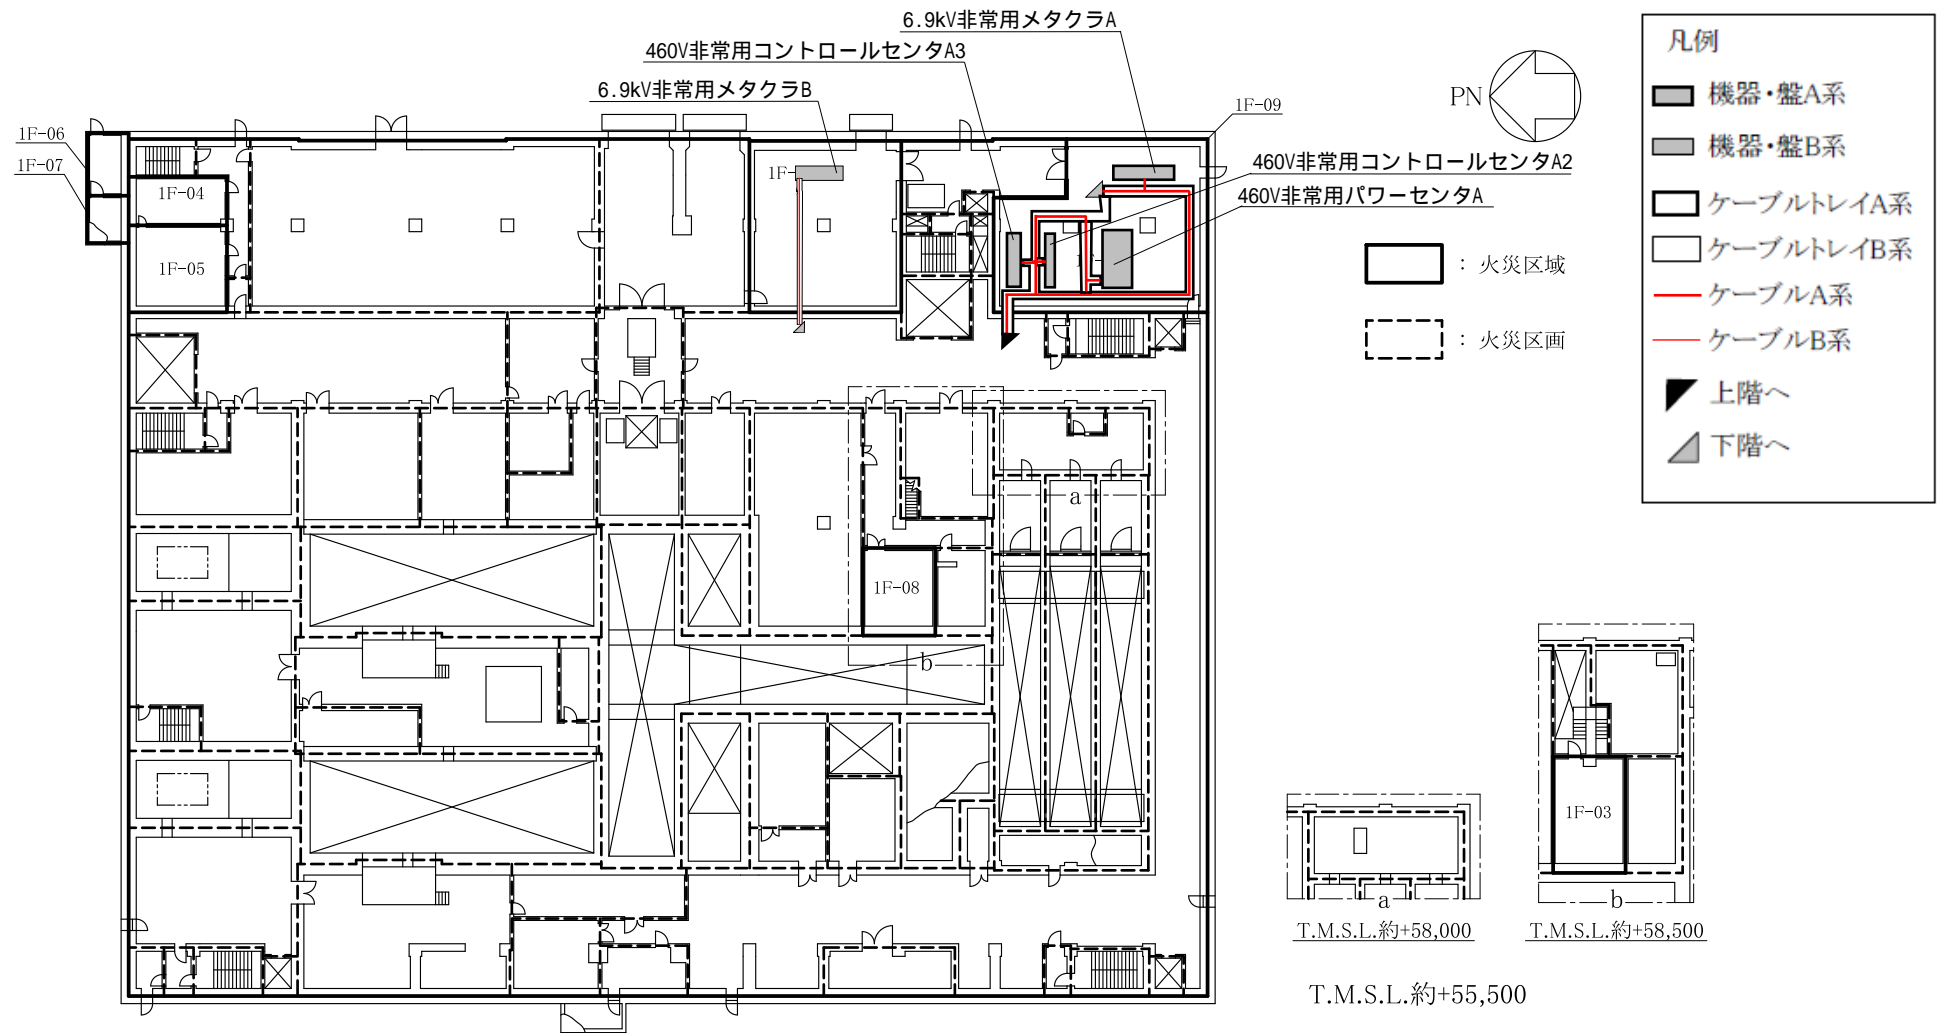 6.9kV非常用メタクラA
460V非常用コントロールセンタA3
6.9kV非常用メタクラB
1F-09
PN
1F-06
1F-07
460V非常用コントロールセンタA2
460V非常用パワーセンタA
1F-04
1F-05
1F-
1F-08
a
b
凡例
機器・盤A系
機器・盤B系
ケーブルトレイA系
ケーブルトレイB系
ケーブルA系
ケーブルB系
上階へ
下階へ
： 火災区域
： 火災区画
a
T.M.S.L.約+58,000
1F-03
b
T.M.S.L.約+58,500
T.M.S.L.約+55,500